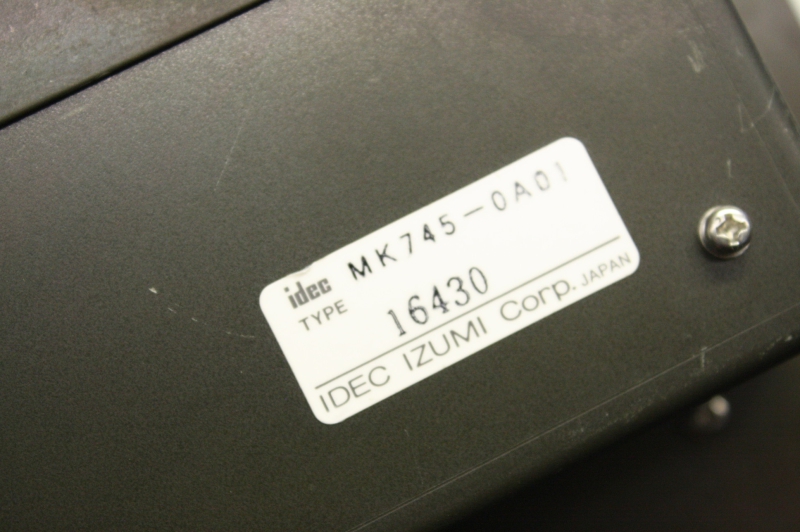 idec
TYPE MK745-0A01
16430
IDEC IZUMI Corp. JAPAN